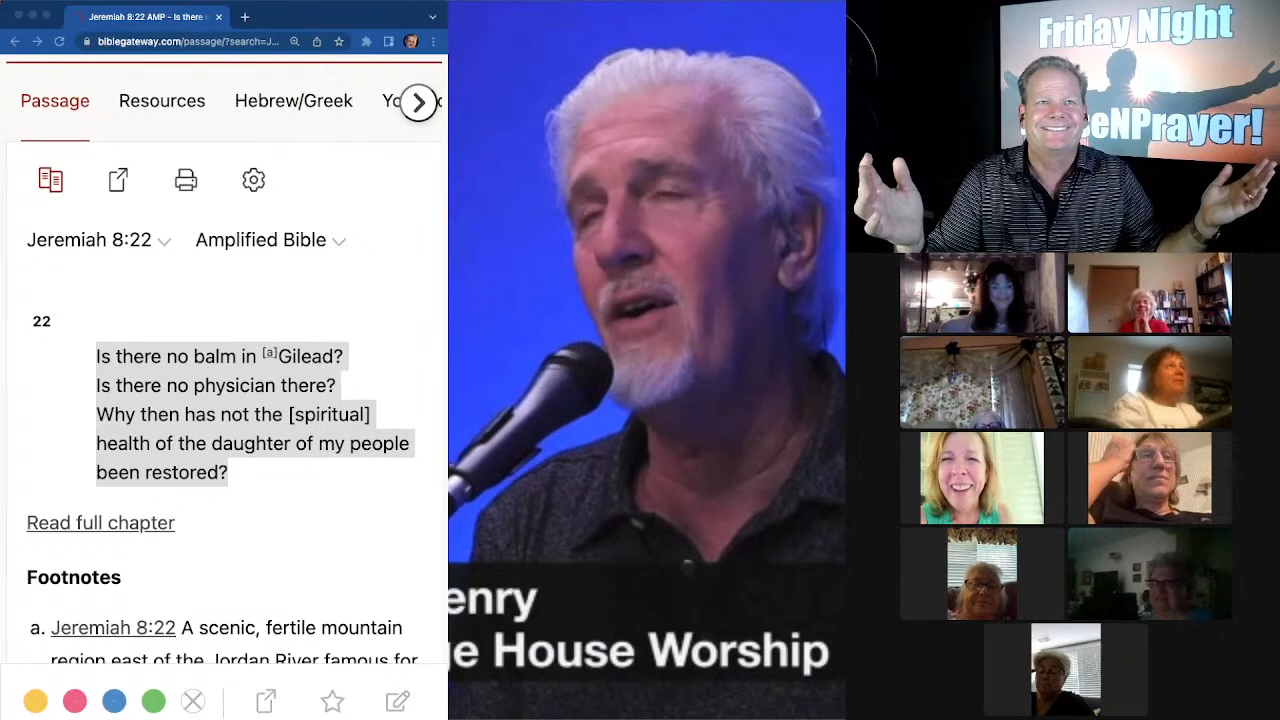 Jeremiah 8:22 AMP - Is there
biblegateway.com/passage/?search=J...
Passage Resources Hebrew/Greek
Jeremiah 8:22 Amplified Bible
22
Is there no balm in [a]Gilead?
Is there no physician there?
Why then has not the [spiritual]
health of the daughter of my people
been restored?
Read full chapter
Footnotes
a. Jeremiah 8:22 A scenic, fertile mountain
region east of the Jordan River famous for
enry
ge House Worship
Friday Night
eNPrayer!